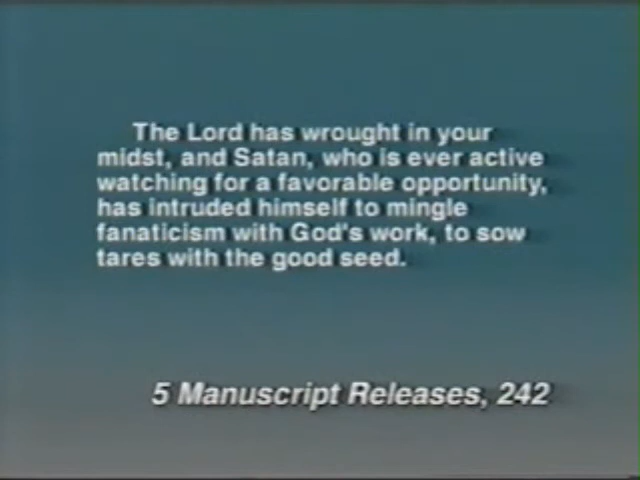 The Lord has wrought in your
midst, and Satan, who is ever active
watching for a favorable opportunity,
has intruded himself to mingle
fanaticism with God's work, to sow
tares with the good seed.
5 Manuscript Releases, 242